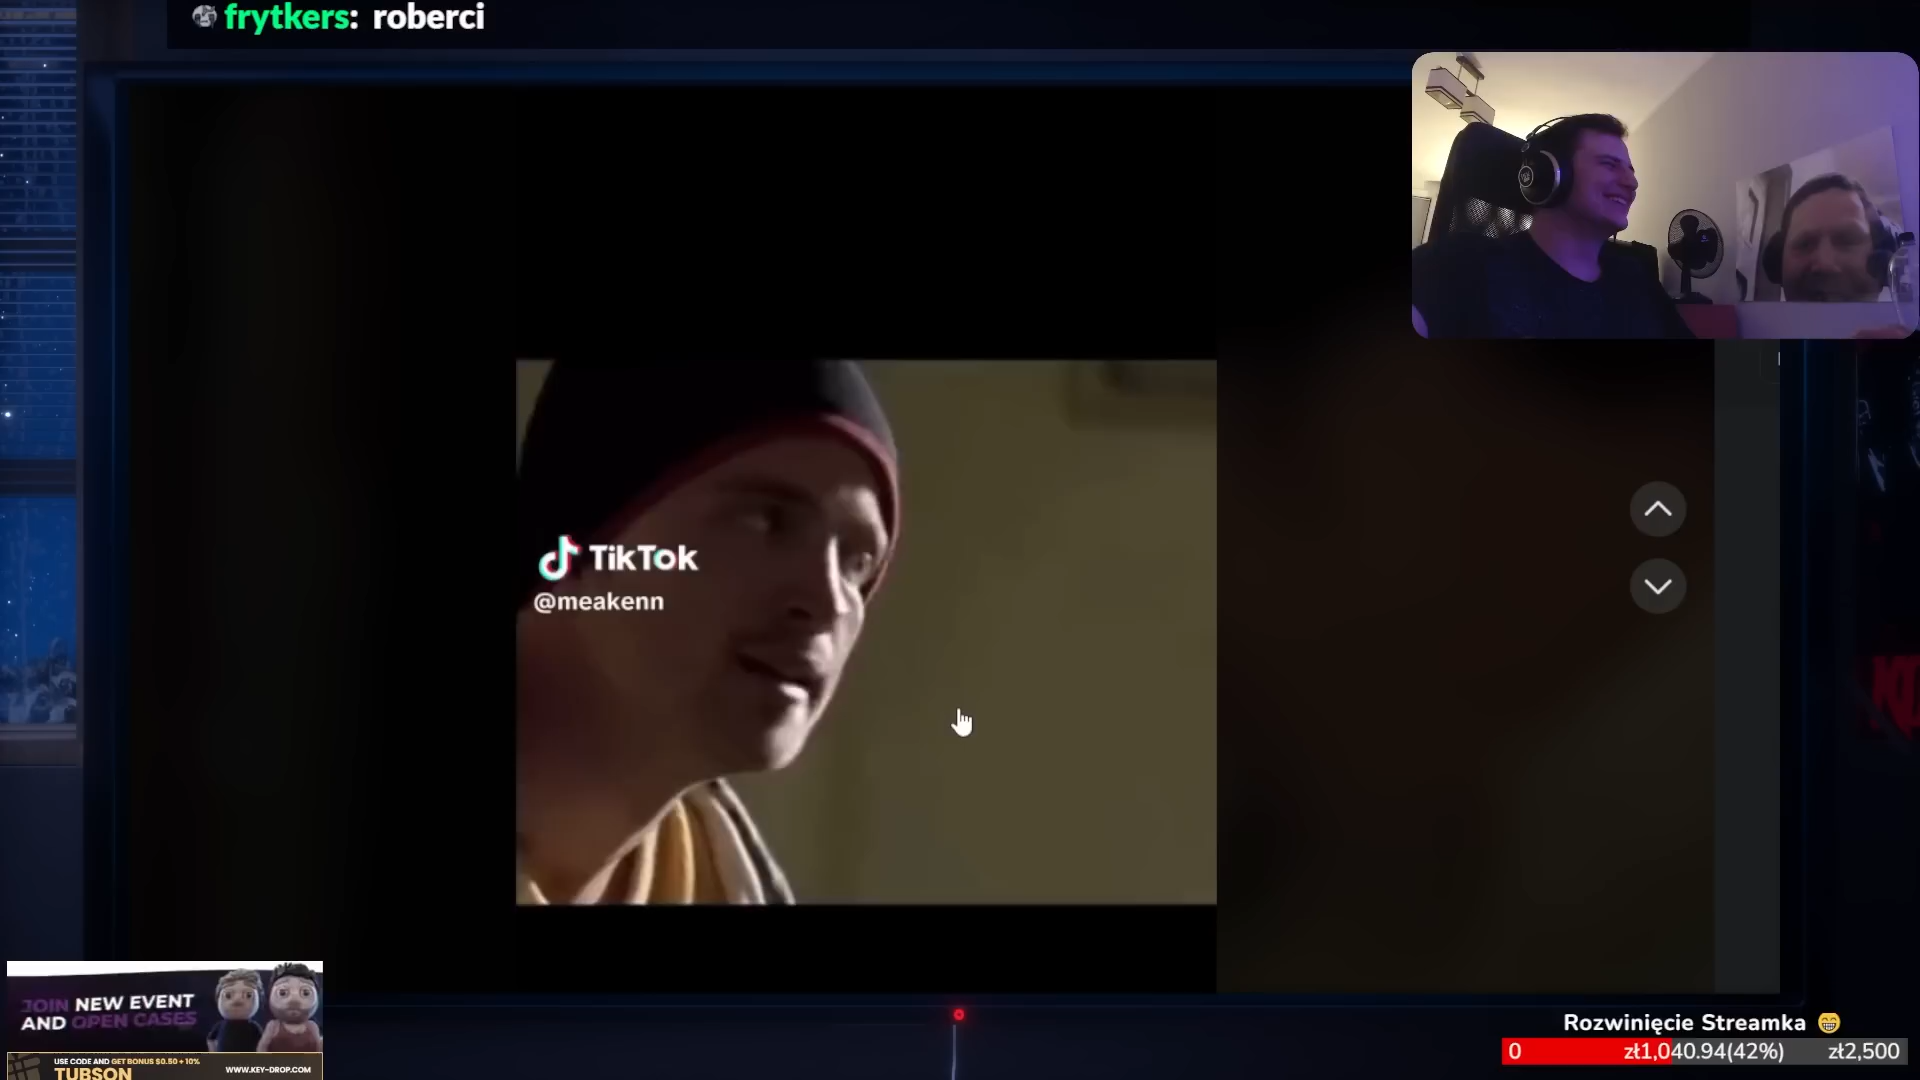 frytkers: roberci
TikTok
@meakenn
JOIN NEW EVENT
AND OPEN CASES
USE CODE AND GET BONUS $0.50 + 10%
TUBSON
WWW.KEY-DROP.COM
Rozwinięcie Streamka
0 zł1,040.94(42%) zł2,500